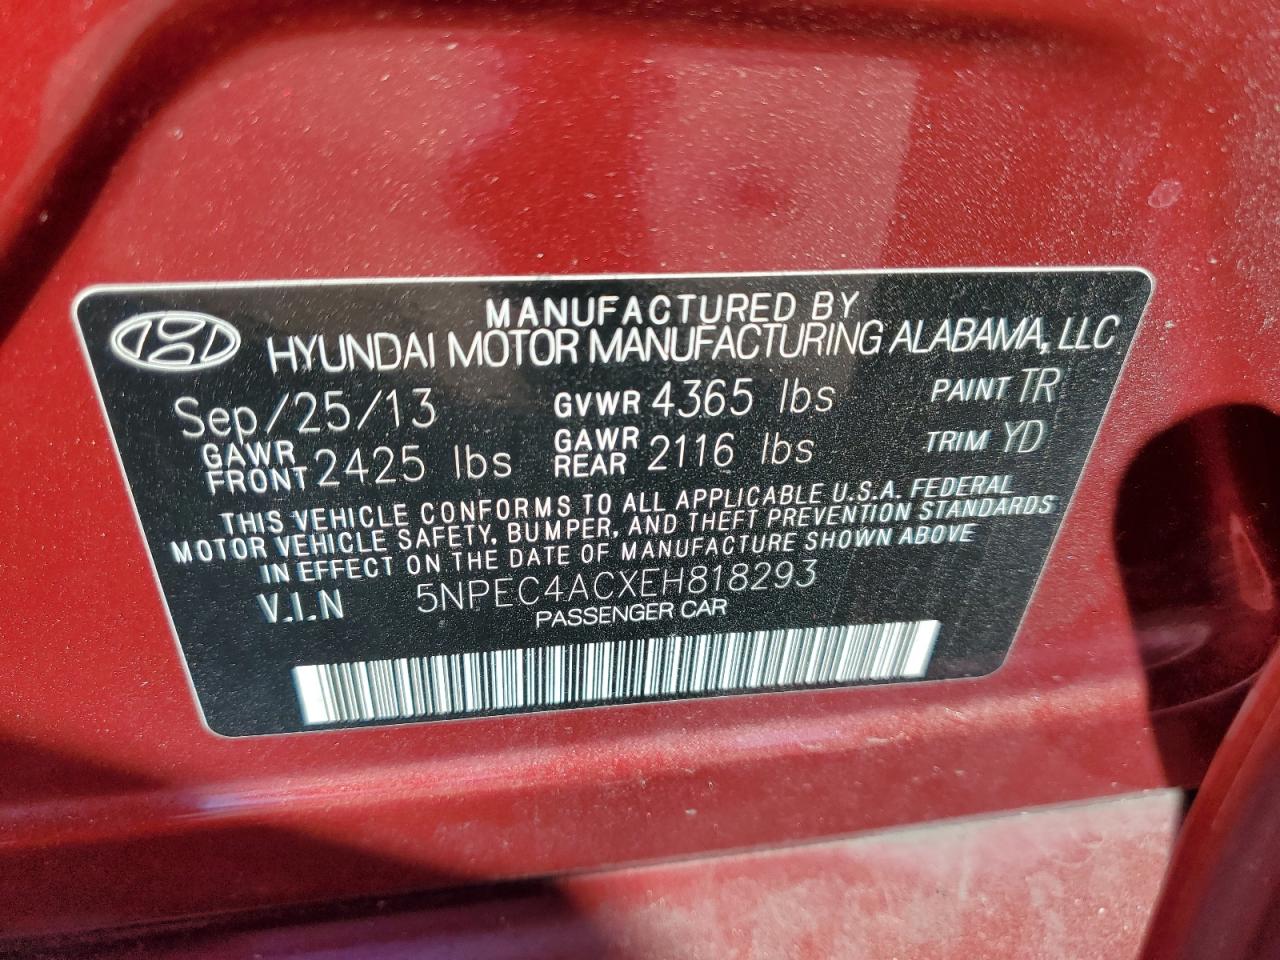 MANUFACTURED BY
HYUNDAI MOTOR MANUFACTURING ALABAMA, LLC
Sep/25/13 GVWR 4365 lbs PAINT TR
GAWR FRONT 2425 lbs GAWR REAR 2116 lbs TRIM YD
THIS VEHICLE CONFORMS TO ALL APPLICABLE U.S.A. FEDERAL
MOTOR VEHICLE SAFETY, BUMPER, AND THEFT PREVENTION STANDARDS
IN EFFECT ON THE DATE OF MANUFACTURE SHOWN ABOVE
V.I.N 5NPEC4ACXEH818293
PASSENGER CAR